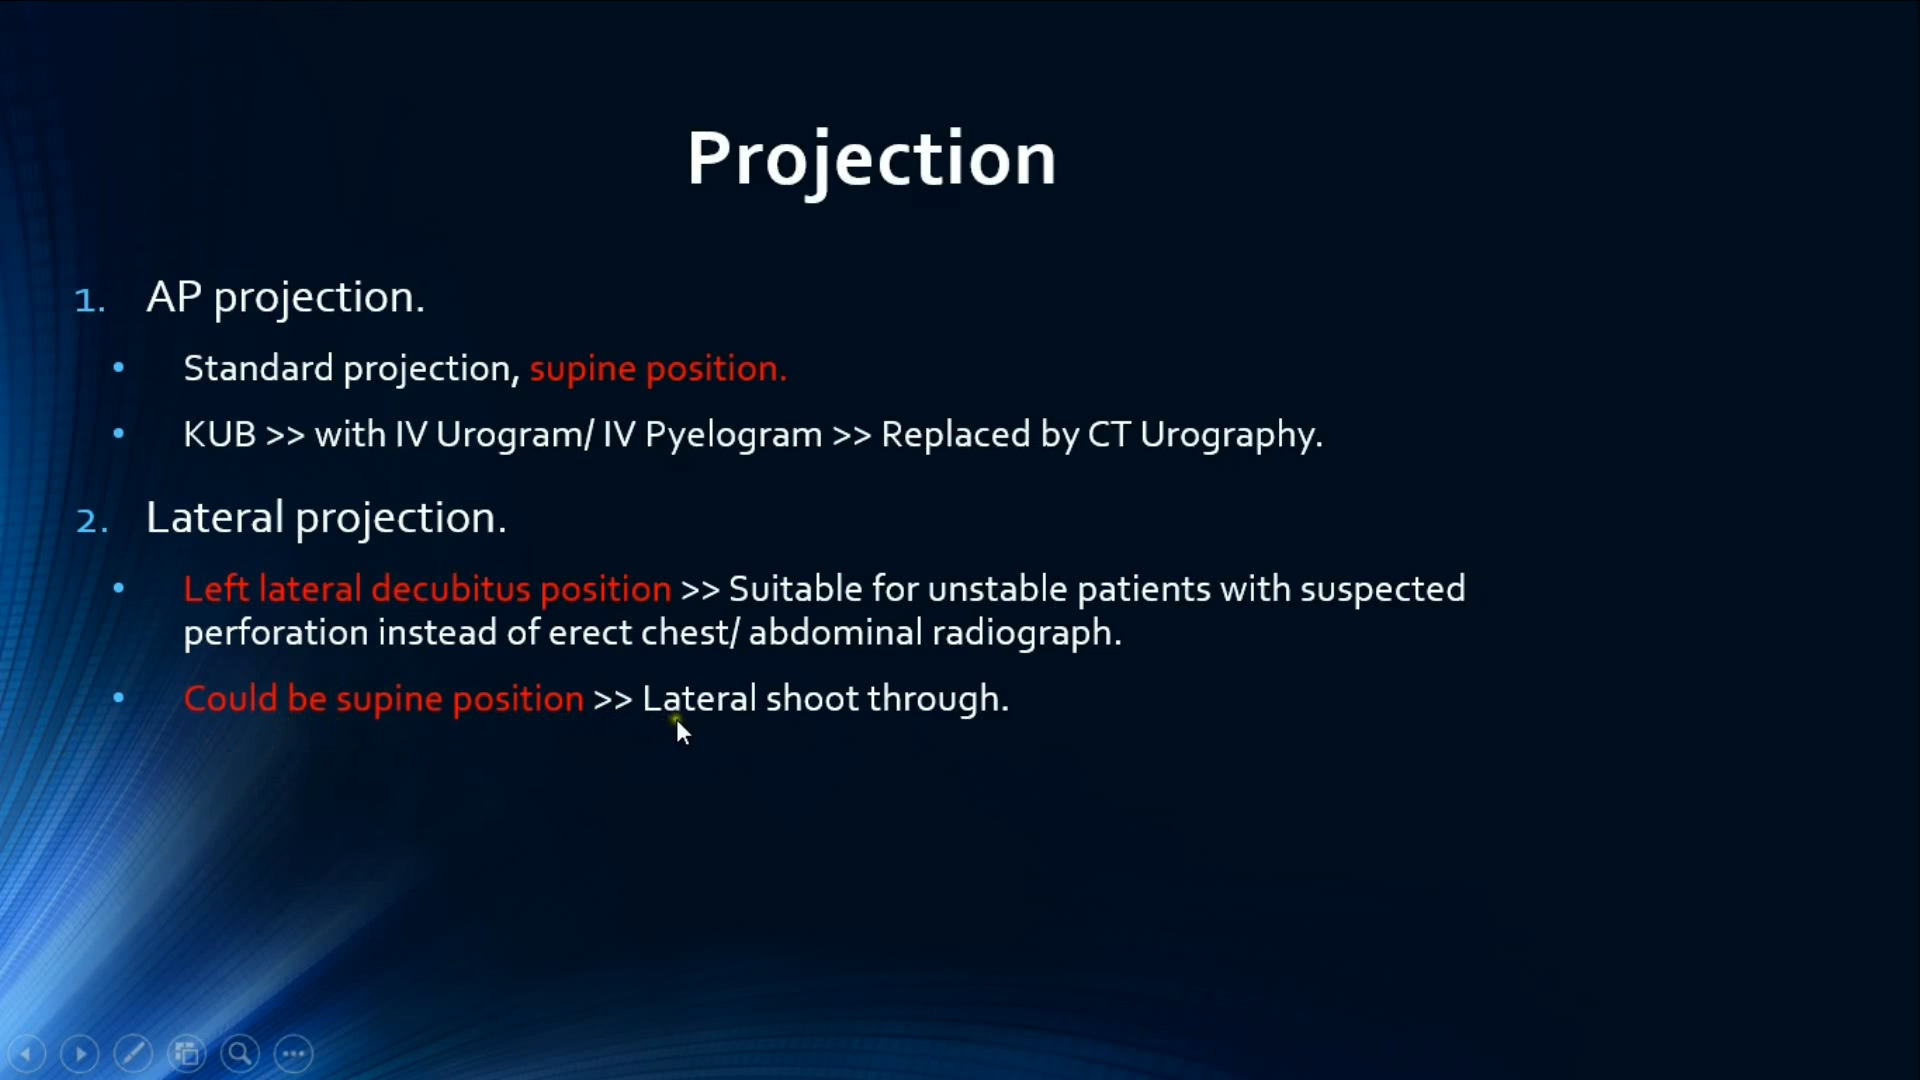 Projection
1. AP projection.
• Standard projection, supine position.
• KUB >> with IV Urogram/ IV Pyelogram >> Replaced by CT Urography.
2. Lateral projection.
• Left lateral decubitus position >> Suitable for unstable patients with suspected
perforation instead of erect chest/ abdominal radiograph.
• Could be supine position >> Lateral shoot through.